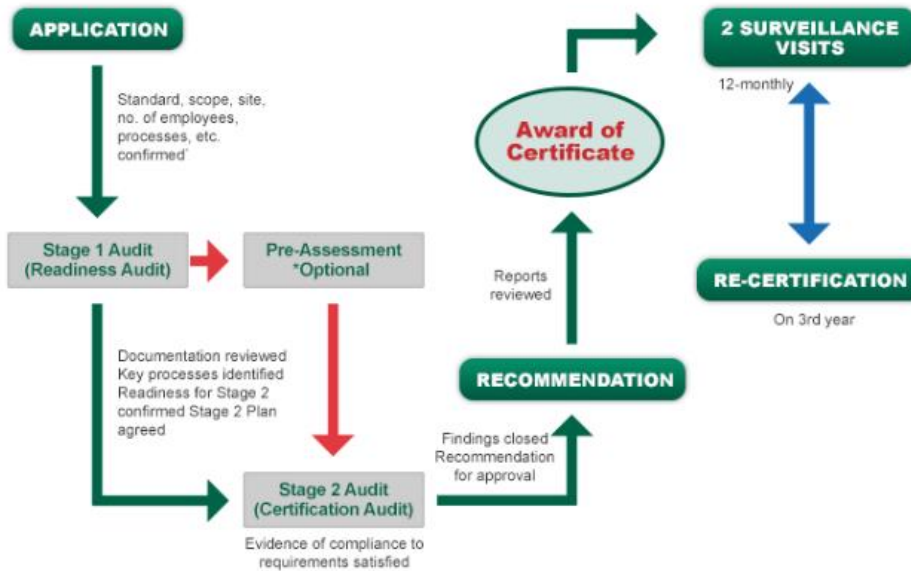 APPLICATION
Standard, scope, site,
no. of employees,
processes, etc.
confirmed*
Stage 1 Audit
(Readiness Audit)
Pre-Assessment
*Optional
Documentation reviewed
Key processes identified
Readiness for Stage 2
confirmed Stage 2 Plan
agreed
Stage 2 Audit
(Certification Audit)
Evidence of compliance to
requirements satisfied
Findings closed
Recommendation
for approval
RECOMMENDATION
Reports
reviewed
Award of
Certificate
2 SURVEILLANCE
VISITS
12-monthly
RE-CERTIFICATION
On 3rd year